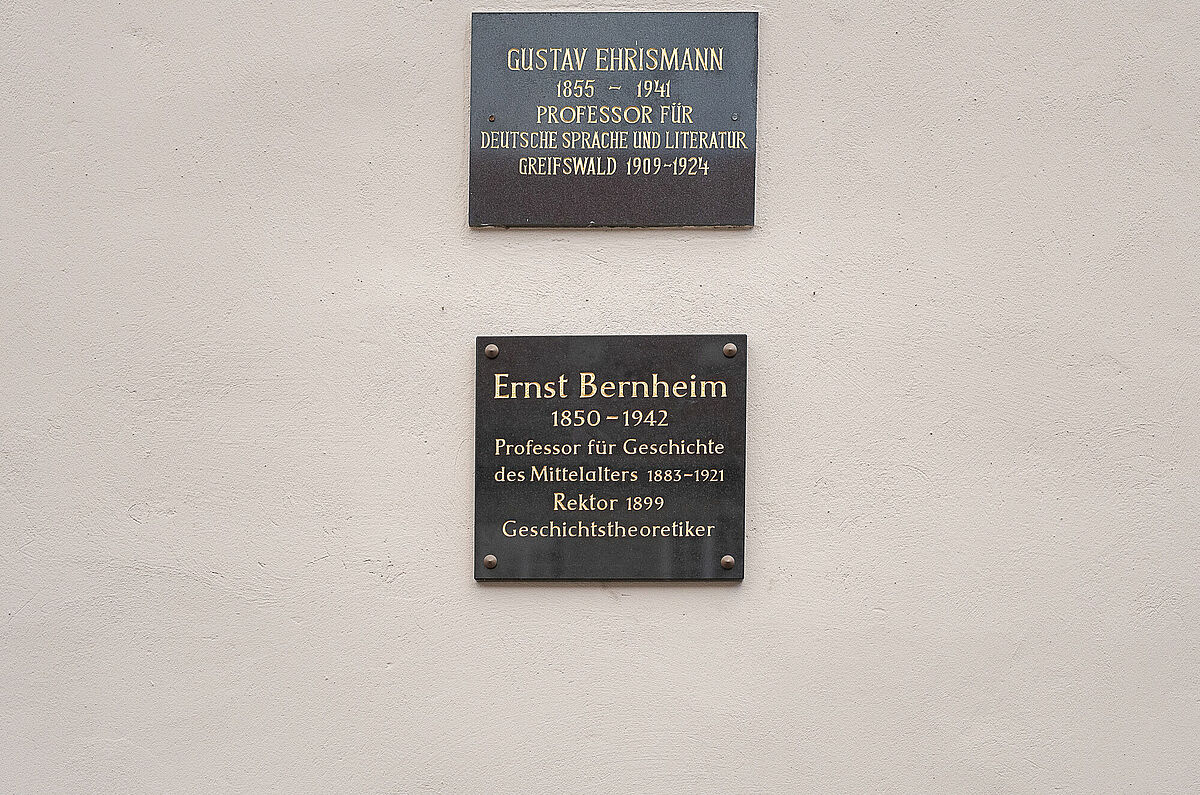 GUSTAV EHRISMANN
1855 – 1941
PROFESSOR FÜR
DEUTSCHE SPRACHE UND LITERATUR
GREIFSWALD 1909-1924
Ernst Bernheim
1850–1942
Professor für Geschichte
des Mittelalters 1883–1921
Rektor 1899
Geschichtstheoretiker